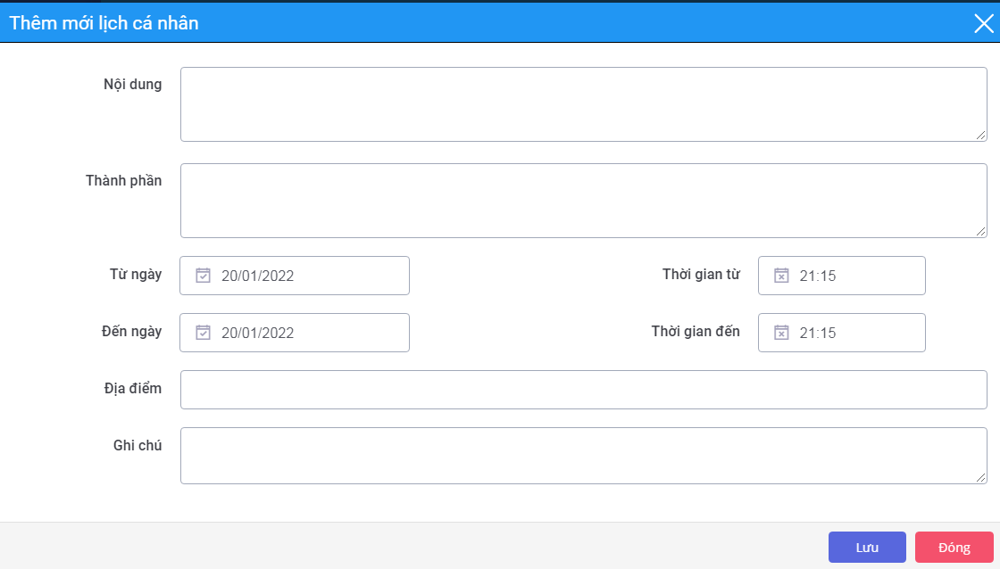 Thêm mới lịch cá nhân
Nội dung
Thành phần
Từ ngày 20/01/2022 Thời gian từ 21:15
Đến ngày 20/01/2022 Thời gian đến 21:15
Địa điểm
Ghi chú
Lưu Đóng